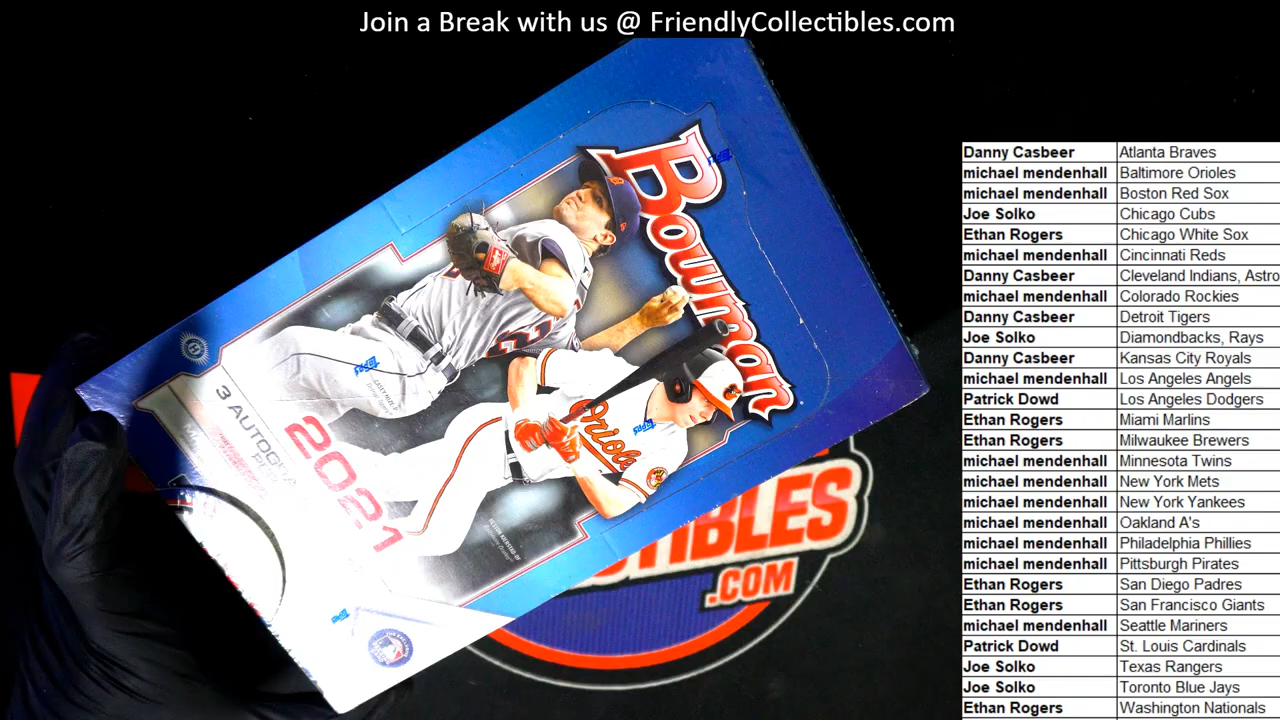 Join a Break with us @ FriendlyCollectibles.com
Bowman
Topps
3 AUTOGR
2021
Orioles
Topps
TIBLES
.COM
Danny Casbeer Atlanta Braves
michael mendenhall Baltimore Orioles
michael mendenhall Boston Red Sox
Joe Solko Chicago Cubs
Ethan Rogers Chicago White Sox
michael mendenhall Cincinnati Reds
Danny Casbeer Cleveland Indians, Astro
michael mendenhall Colorado Rockies
Danny Casbeer Detroit Tigers
Joe Solko Diamondbacks, Rays
Danny Casbeer Kansas City Royals
michael mendenhall Los Angeles Angels
Patrick Dowd Los Angeles Dodgers
Ethan Rogers Miami Marlins
Ethan Rogers Milwaukee Brewers
michael mendenhall Minnesota Twins
michael mendenhall New York Mets
michael mendenhall New York Yankees
michael mendenhall Oakland A's
michael mendenhall Philadelphia Phillies
michael mendenhall Pittsburgh Pirates
Ethan Rogers San Diego Padres
Ethan Rogers San Francisco Giants
michael mendenhall Seattle Mariners
Patrick Dowd St. Louis Cardinals
Joe Solko Texas Rangers
Joe Solko Toronto Blue Jays
Ethan Rogers Washington Nationals